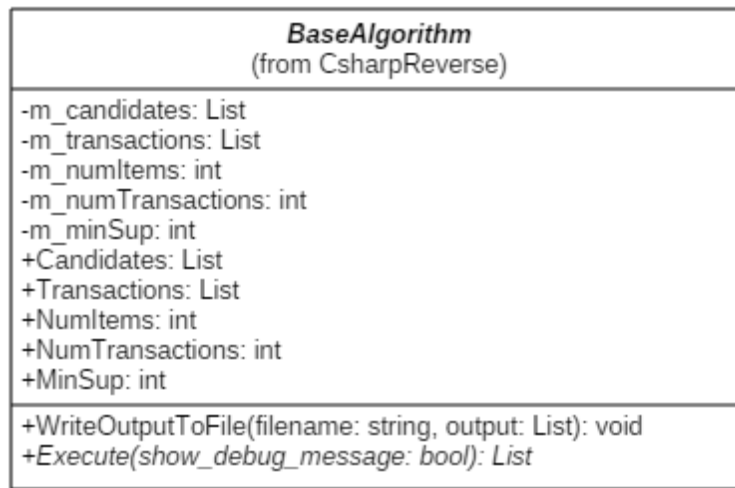 BaseAlgorithm
(from CsharpReverse)
-m_candidates: List
-m_transactions: List
-m_numItems: int
-m_numTransactions: int
-m_minSup: int
+Candidates: List
+Transactions: List
+NumItems: int
+NumTransactions: int
+MinSup: int
+WriteOutputToFile(filename: string, output: List): void
+Execute(show_debug_message: bool): List